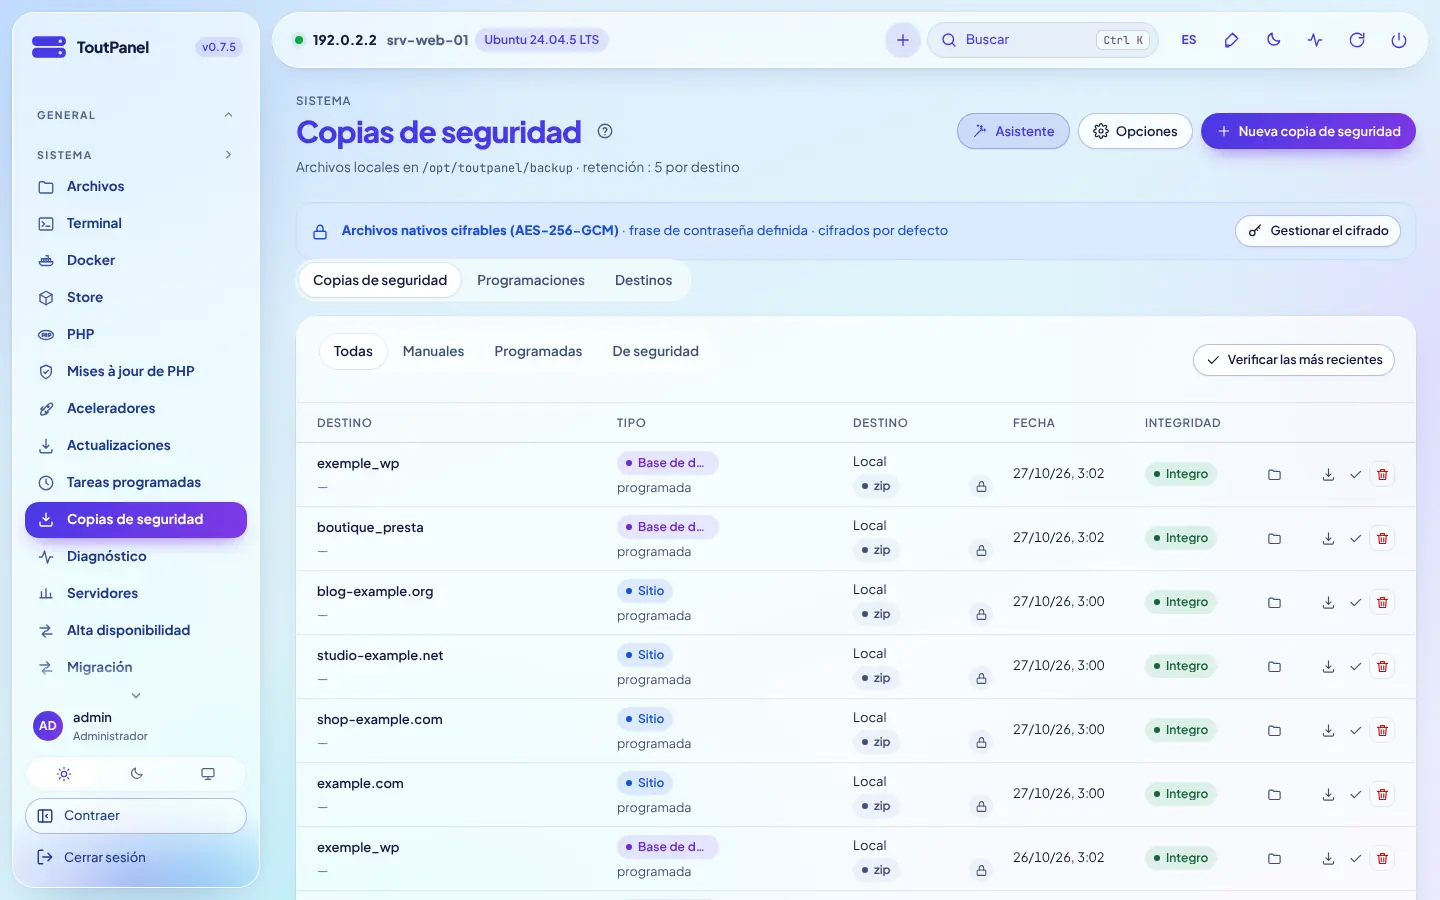 ToutPanel
v0.7.5
192.0.2.2 srv-web-01 Ubuntu 24.04.5 LTS
Buscar Ctrl K
ES
GENERAL
SISTEMA
Archivos
Terminal
Docker
Store
PHP
Mises à jour de PHP
Aceleradores
Actualizaciones
Tareas programadas
Copias de seguridad
Diagnóstico
Servidores
Alta disponibilidad
Migración
AD
admin
Administrador
Contraer
Cerrar sesión
SISTEMA
Copias de seguridad
Archivos locales en /opt/toutpanel/backup · retención : 5 por destino
Asistente
Opciones
Nueva copia de seguridad
Archivos nativos cifrables (AES-256-GCM) · frase de contraseña definida · cifrados por defecto
Gestionar el cifrado
Copias de seguridad Programaciones Destinos
Todas Manuales Programadas De seguridad
Verificar las más recientes
DESTINO TIPO DESTINO FECHA INTEGRIDAD
exemple_wp Base de d... Local 27/10/26, 3:02 Integro
— programada zip
boutique_presta Base de d... Local 27/10/26, 3:02 Integro
— programada zip
blog-example.org Sitio Local 27/10/26, 3:00 Integro
— programada zip
studio-example.net Sitio Local 27/10/26, 3:00 Integro
— programada zip
shop-example.com Sitio Local 27/10/26, 3:00 Integro
— programada zip
example.com Sitio Local 27/10/26, 3:00 Integro
— programada zip
exemple_wp Base de d... Local 26/10/26, 3:02 Integro
— programada zip